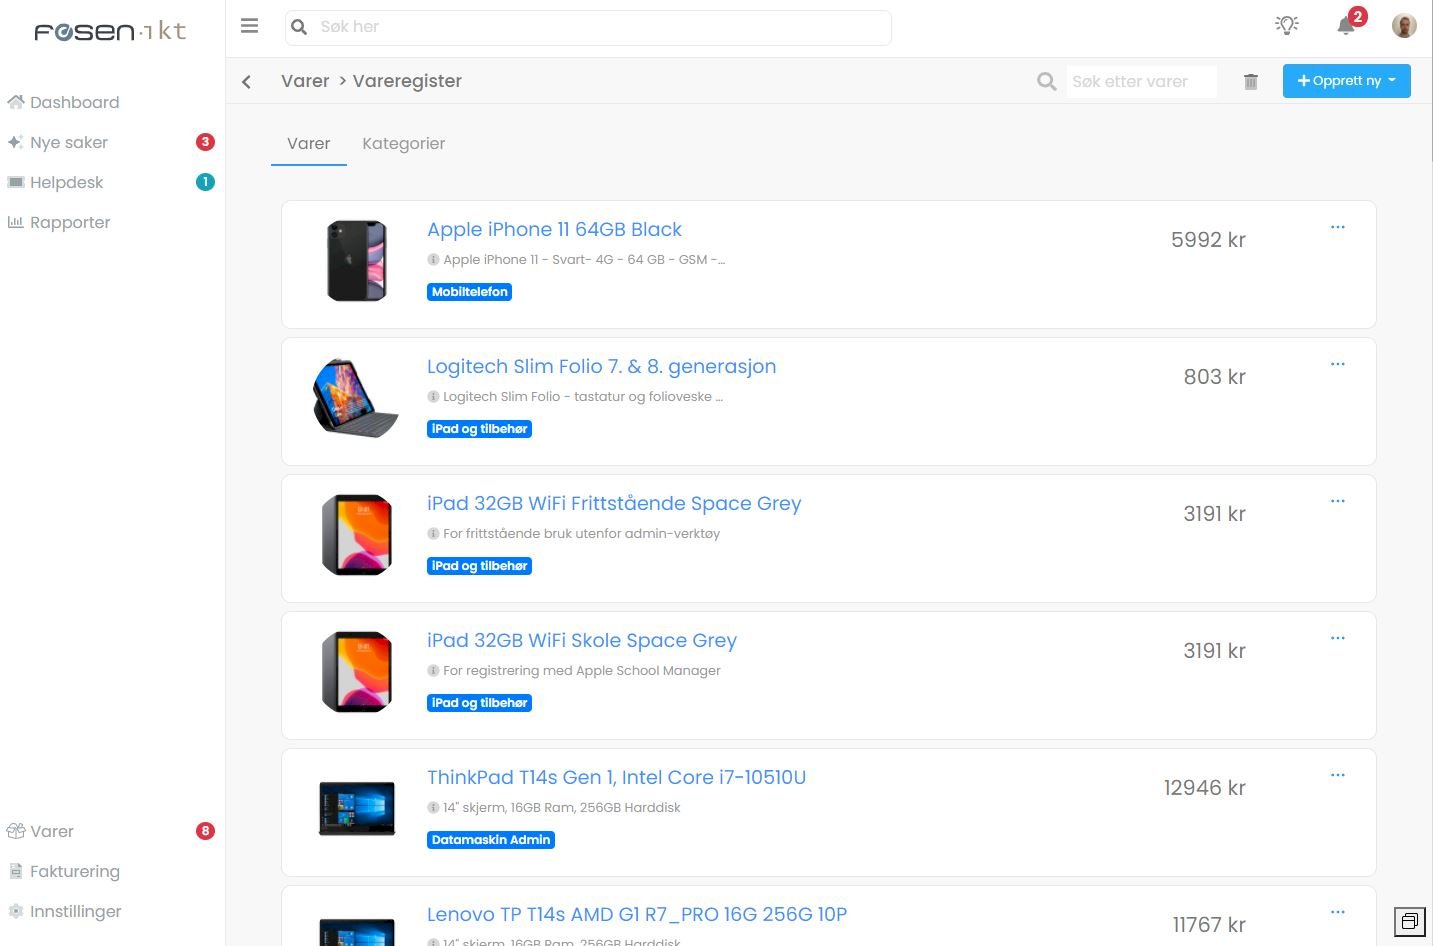 fosen·ikt
Søk her
2
Varer > Vareregister
Søk etter varer
+ Opprett ny
Dashboard
Nye saker 3
Helpdesk 1
Rapporter
Varer 8
Fakturering
Innstillinger
Varer Kategorier
Apple iPhone 11 64GB Black
5992 kr
...
Apple iPhone 11 - Svart- 4G - 64 GB - GSM -...
Mobiltelefon
Logitech Slim Folio 7. & 8. generasjon
803 kr
...
Logitech Slim Folio - tastatur og folioveske ...
iPad og tilbehør
iPad 32GB WiFi Frittstående Space Grey
3191 kr
...
For frittstående bruk utenfor admin-verktøy
iPad og tilbehør
iPad 32GB WiFi Skole Space Grey
3191 kr
...
For registrering med Apple School Manager
iPad og tilbehør
ThinkPad T14s Gen 1, Intel Core i7-10510U
12946 kr
...
14" skjerm, 16GB Ram, 256GB Harddisk
Datamaskin Admin
Lenovo TP T14s AMD G1 R7_PRO 16G 256G 10P
11767 kr
...
14" skjerm, 16GB Ram, 256GB Harddisk